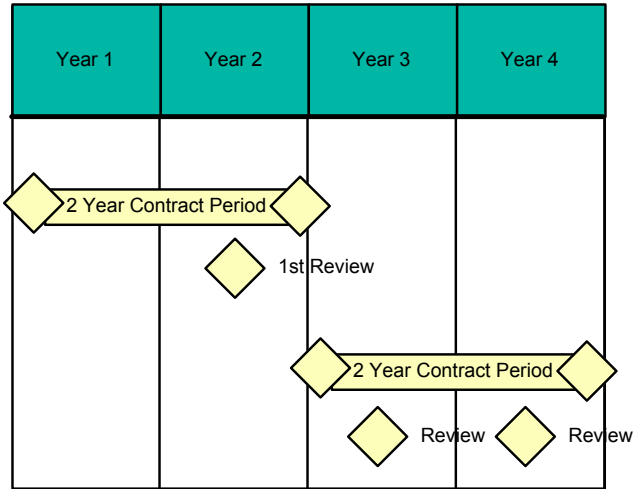 Year 1
Year 2
Year 3
Year 4
2 Year Contract Period
1st Review
2 Year Contract Period
Review
Review